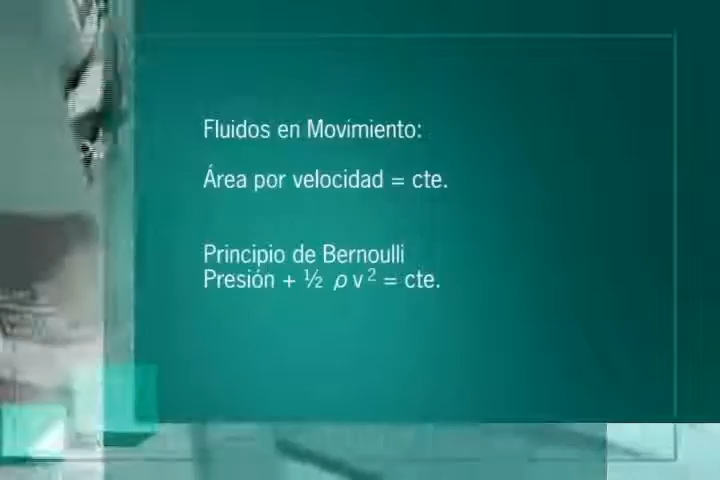 Fluidos en Movimiento:
Área por velocidad = cte.
Principio de Bernoulli
Presión + ½ ρ v² = cte.